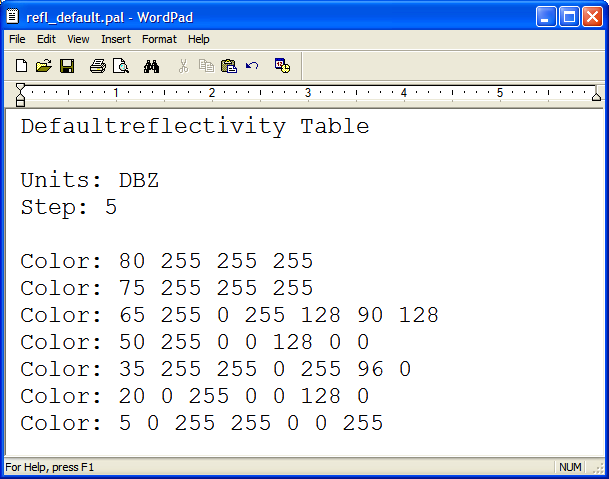 refl_default.pal - WordPad
File Edit View Insert Format Help
1 2 3 4 5
Defaultreflectivity Table
Units: DBZ
Step: 5
Color: 80 255 255 255
Color: 75 255 255 255
Color: 65 255 0 255 128 90 128
Color: 50 255 0 0 128 0 0
Color: 35 255 255 0 255 96 0
Color: 20 0 255 0 0 128 0
Color: 5 0 255 255 0 0 255
For Help, press F1 NUM